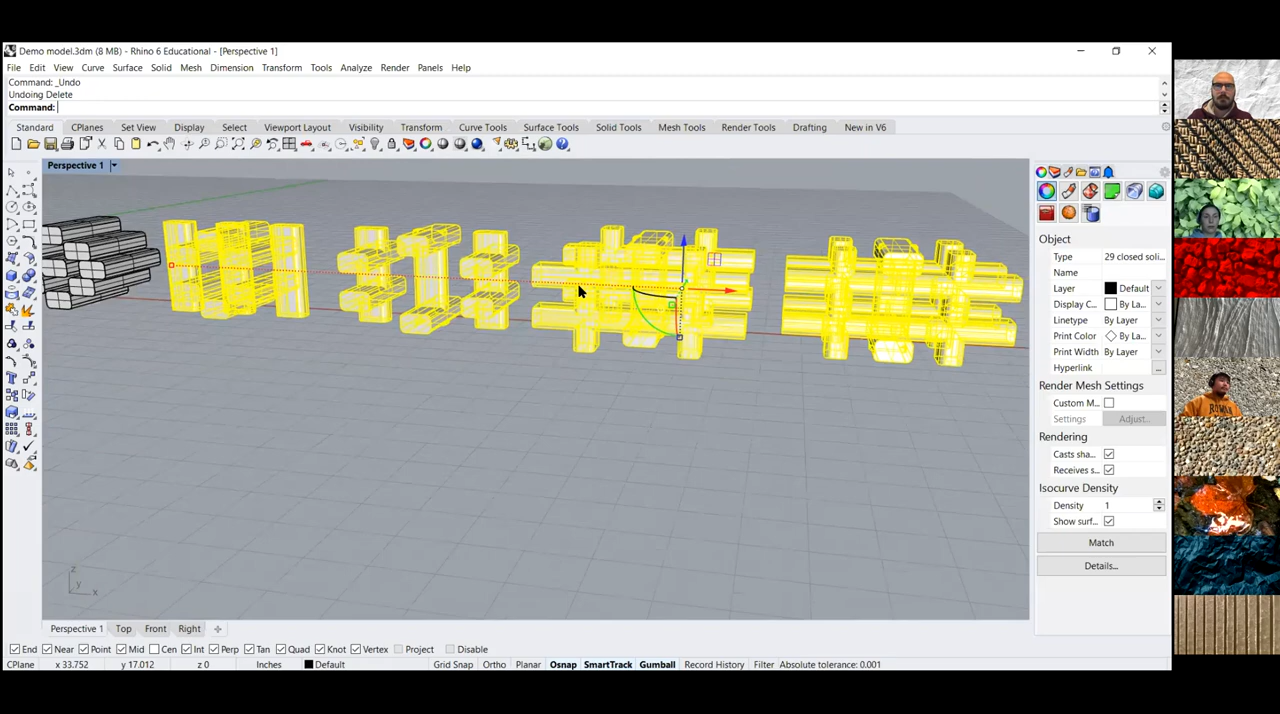 Demo model.3dm (8 MB) - Rhino 6 Educational - [Perspective 1]
File Edit View Curve Surface Solid Mesh Dimension Transform Tools Analyze Render Panels Help
Command: _Undo
Undoing Delete
Command:
Standard CPlanes Set View Display Select Viewport Layout Visibility Transform Curve Tools Surface Tools Solid Tools Mesh Tools Render Tools Drafting New in V6
Perspective 1
Object
Type 29 closed soli...
Name
Layer Default
Display C... By La...
Linetype By Layer
Print Color By La...
Print Width By Layer
Hyperlink ...
Render Mesh Settings
Custom M...
Settings Adjust...
Rendering
Casts sha...
Receives s...
Isocurve Density
Density 1
Show surf...
Match
Details...
z
y
x
Perspective 1 Top Front Right
End Near Point Mid Cen Int Perp Tan Quad Knot Vertex Project Disable
CPlane x 33.752 y 17.012 z 0 Inches Default Grid Snap Ortho Planar Osnap SmartTrack Gumball Record History Filter Absolute tolerance: 0.001
ROMAN